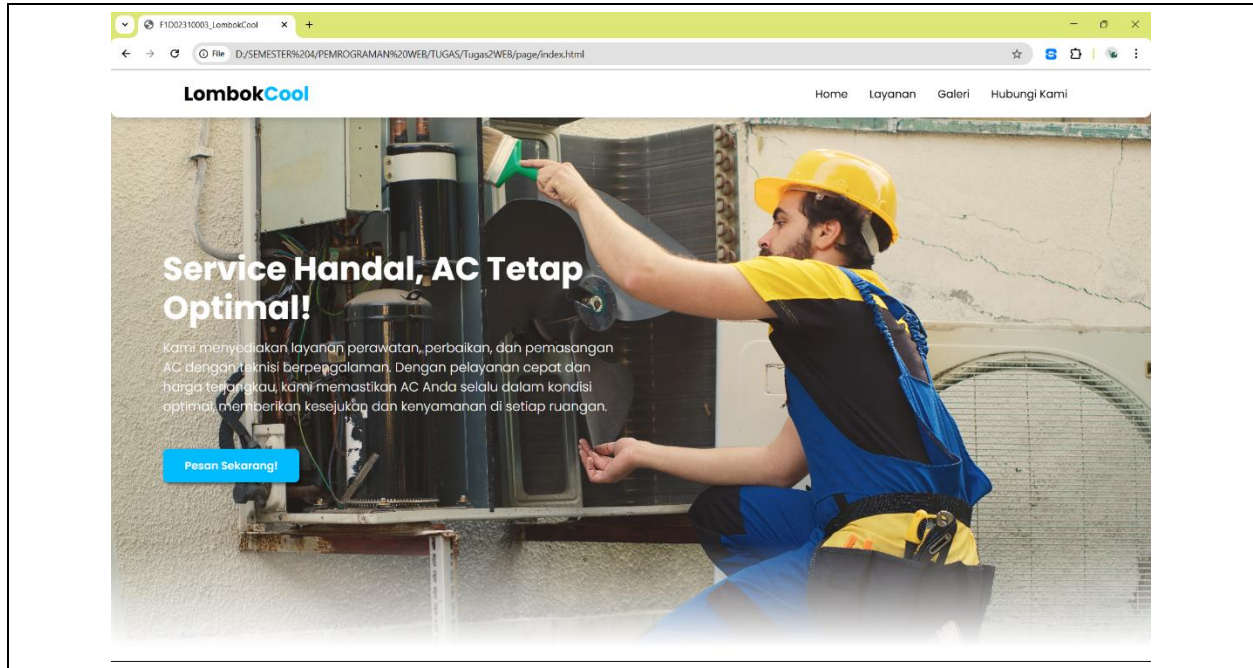 F1D02310003_LombokCool
File D:/SEMESTER%204/PEMROGRAMAN%20WEB/TUGAS/Tugas2WEB/page/index.html
LombokCool Home Layanan Galeri Hubungi Kami
Service Handal, AC Tetap
Optimal!
Kami menyediakan layanan perawatan, perbaikan, dan pemasangan
AC dengan teknisi berpengalaman. Dengan pelayanan cepat dan
harga terjangkau, kami memastikan AC Anda selalu dalam kondisi
optimal, memberikan kesejukan dan kenyamanan di setiap ruangan.
Pesan Sekarang!